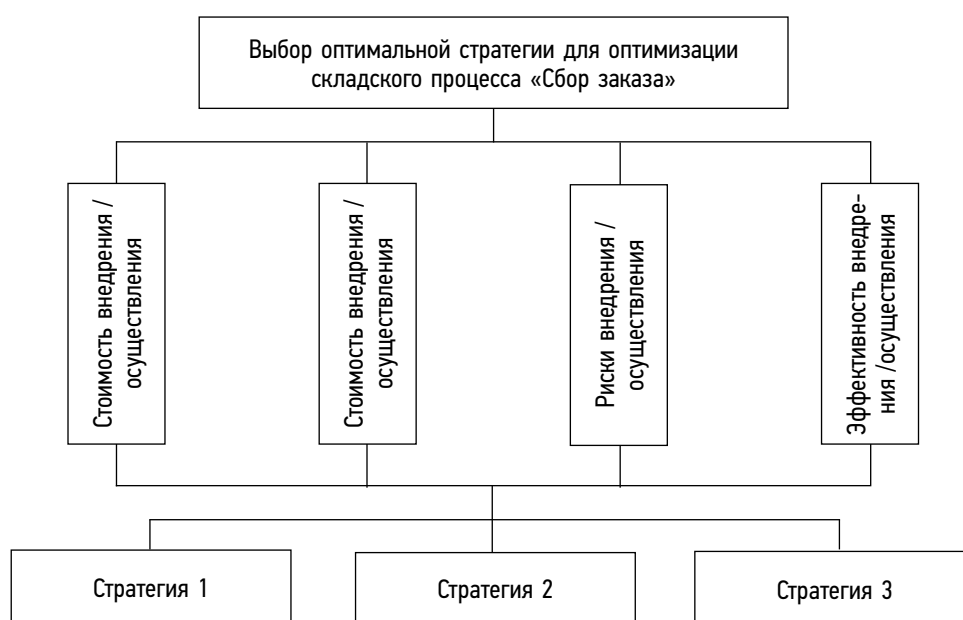 Выбор оптимальной стратегии для оптимизации
складского процесса «Сбор заказа»
Стоимость внедрения /
осуществления
Стоимость внедрения /
осуществления
Риски внедрения /
осуществления
Эффективность внедре-
ния /осуществления
Стратегия 1
Стратегия 2
Стратегия 3